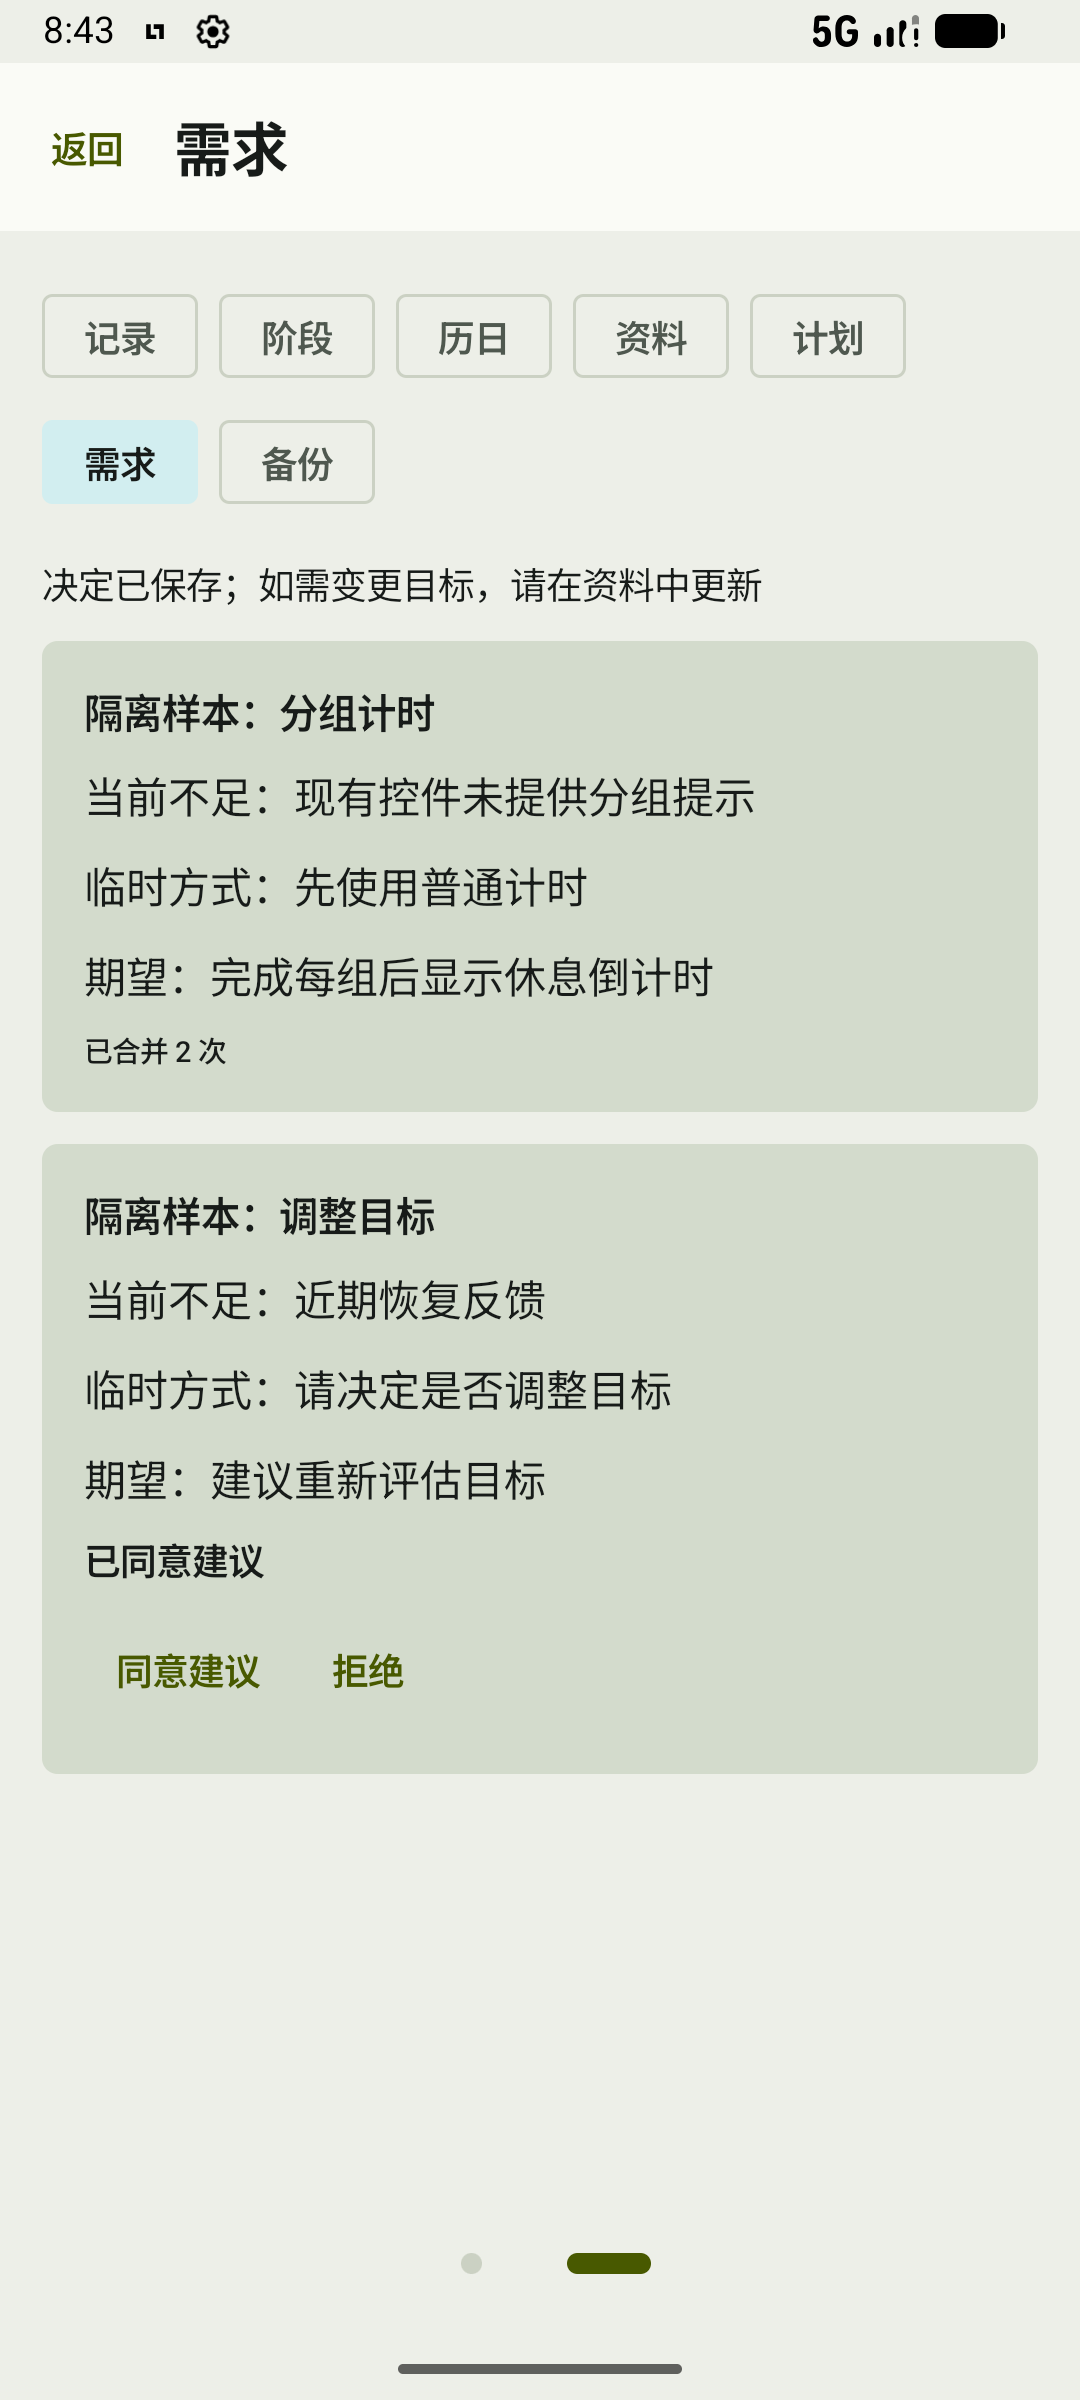 8:43
5G
返回 需求
记录 阶段 历日 资料 计划
需求 备份
决定已保存；如需变更目标，请在资料中更新
隔离样本：分组计时
当前不足：现有控件未提供分组提示
临时方式：先使用普通计时
期望：完成每组后显示休息倒计时
已合并 2 次
隔离样本：调整目标
当前不足：近期恢复反馈
临时方式：请决定是否调整目标
期望：建议重新评估目标
已同意建议
同意建议 拒绝